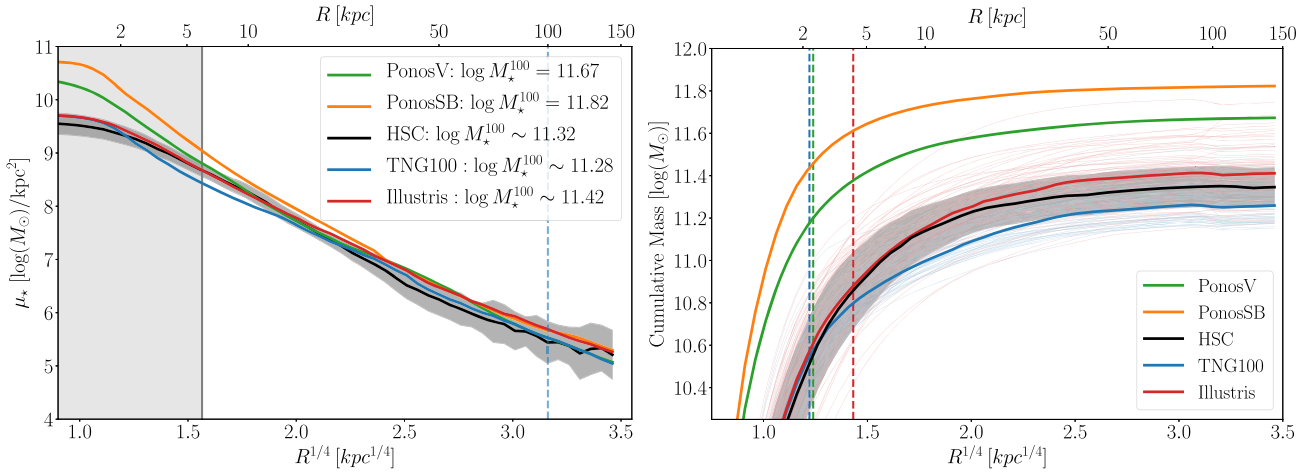 R [kpc]
2 5 10 50 100 150
11
10
9
8
7
6
5
4
μ⋆ [log(M⊙)/kpc²]
PonosV: log M⋆¹⁰⁰ = 11.67
PonosSB: log M⋆¹⁰⁰ = 11.82
HSC: log M⋆¹⁰⁰ ∼ 11.32
TNG100 : log M⋆¹⁰⁰ ∼ 11.28
Illustris : log M⋆¹⁰⁰ ∼ 11.42
1.0 1.5 2.0 2.5 3.0 3.5
R^{1/4} [kpc^{1/4}]
R [kpc]
2 5 10 50 100 150
12.0
11.8
11.6
11.4
11.2
11.0
10.8
10.6
10.4
Cumulative Mass [log(M⊙)]
PonosV
PonosSB
HSC
TNG100
Illustris
1.0 1.5 2.0 2.5 3.0 3.5
R^{1/4} [kpc^{1/4}]